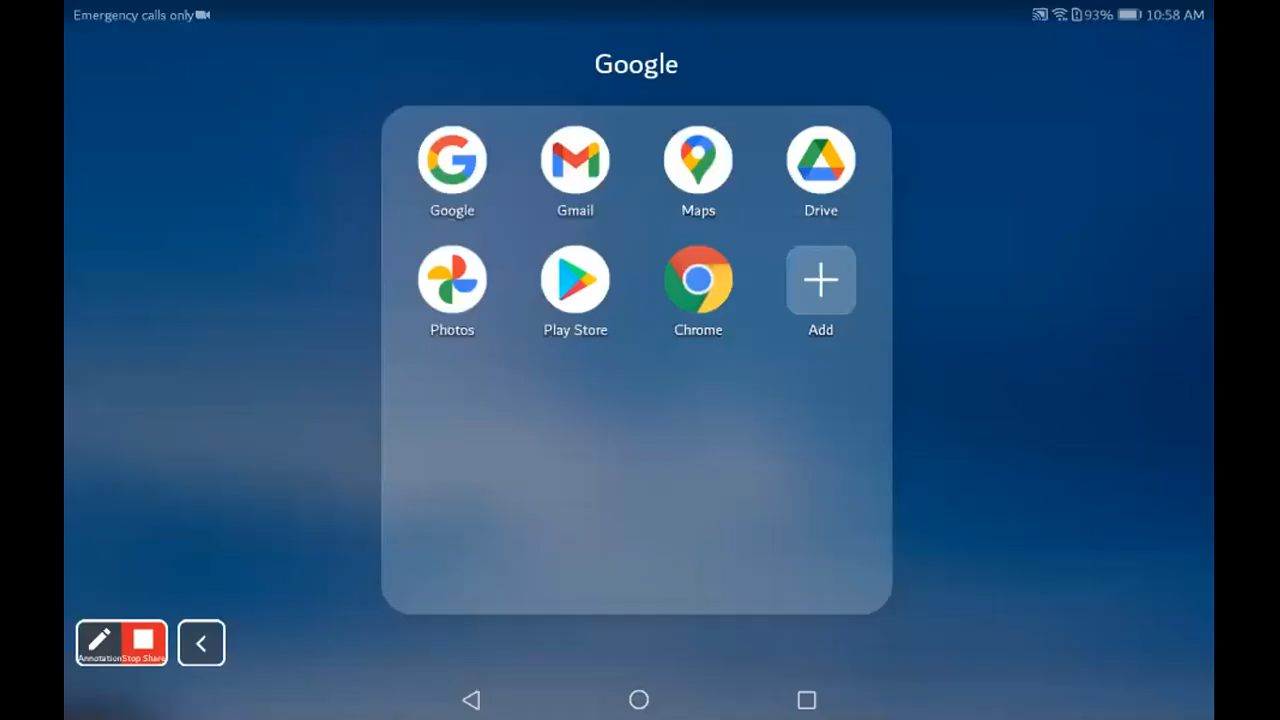 Emergency calls only
93% 10:58 AM
Google
Google Gmail Maps Drive
Photos Play Store Chrome Add
Annotation Stop Share